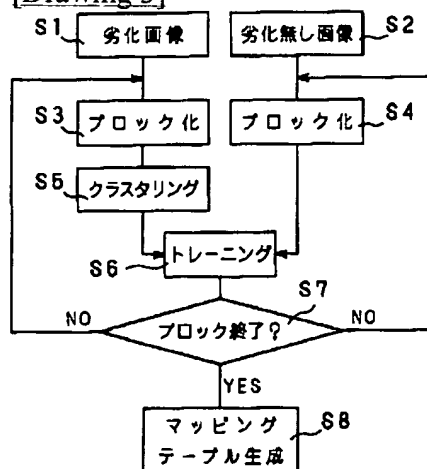 [Drawing 5]
S1
劣化画像
劣化無し画像
S2
S3
ブロック化
ブロック化
S4
S5
クラスタリング
トレーニング
S6
S7
NO
ブロック終了?
NO
YES
マッピング
テーブル生成
S8